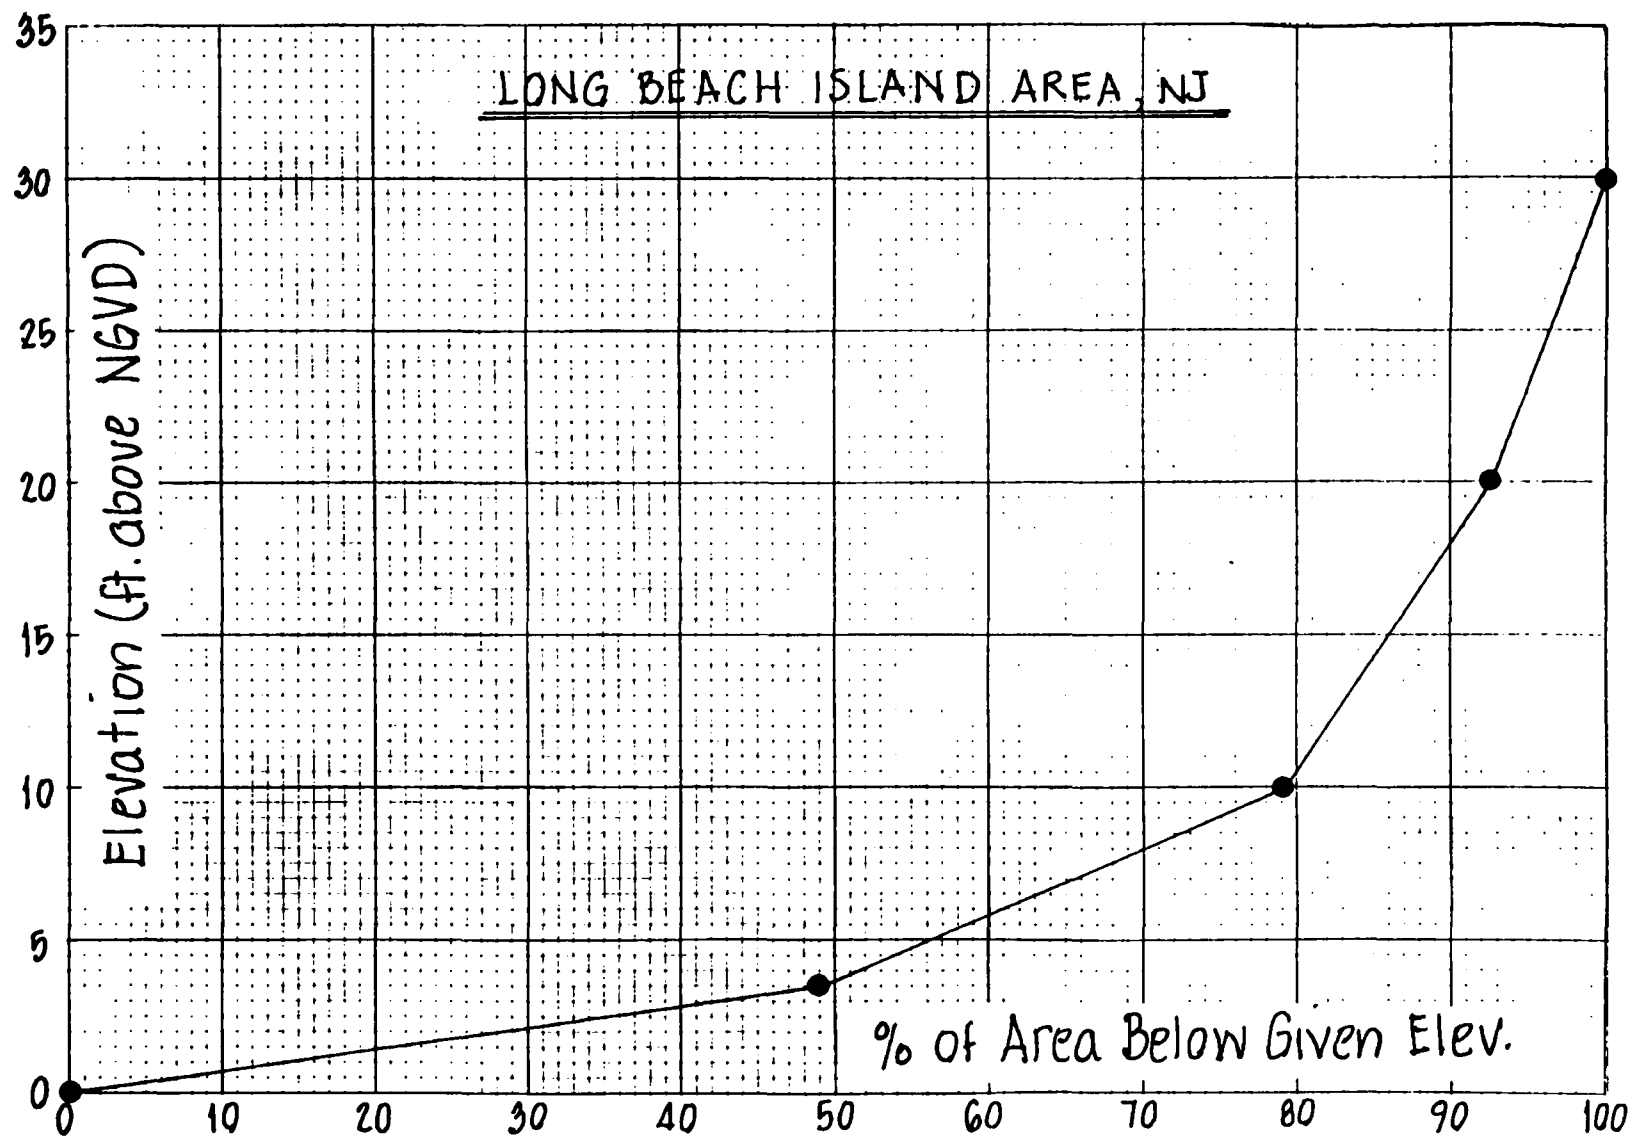 LONG BEACH ISLAND AREA, NJ
35
30
25
20
15
10
5
0
Elevation (ft. above NGVD)
% of Area Below Given Elev.
0 10 20 30 40 50 60 70 80 90 100